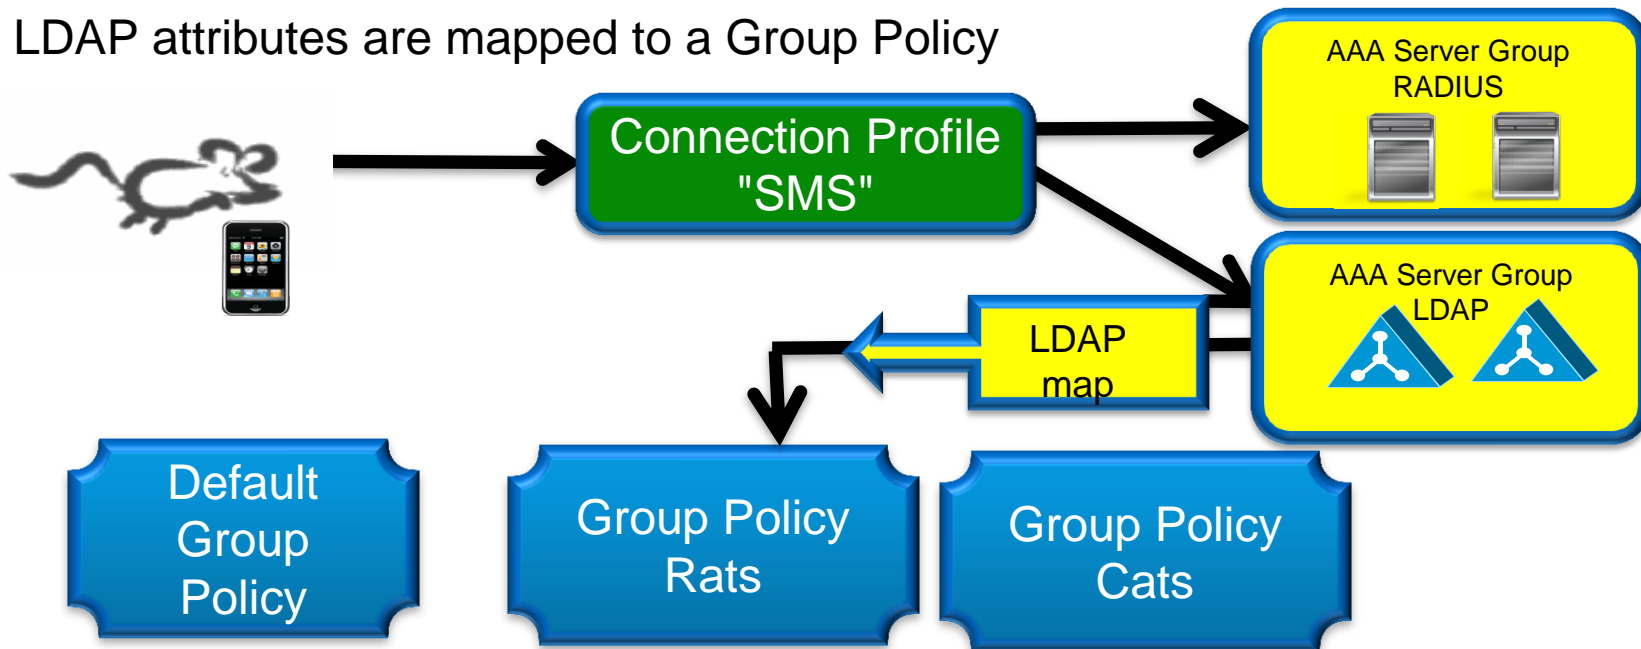 LDAP attributes are mapped to a Group Policy
AAA Server Group
RADIUS
Connection Profile
"SMS"
AAA Server Group
LDAP
LDAP
map
Default
Group
Policy
Group Policy
Rats
Group Policy
Cats